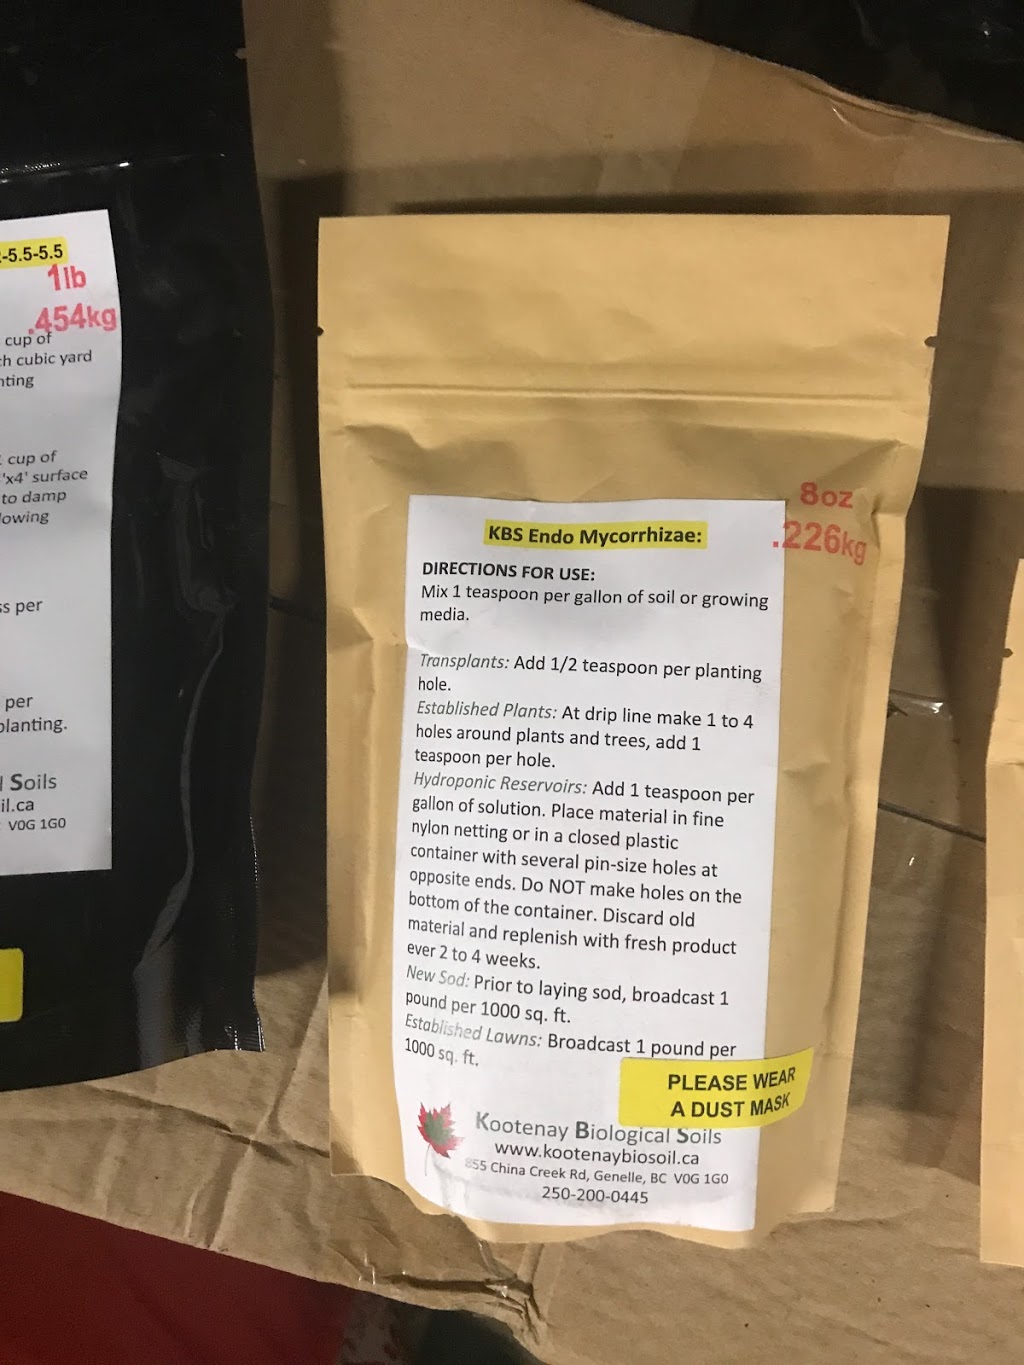 -5.5-5.5
1lb
.454kg
cup of
cubic yard
cup of
'x4' surface
to damp
per
per
planting.
Soils
il.ca
V0G 1G0
8oz
.226kg
KBS Endo Mycorrhizae:
DIRECTIONS FOR USE:
Mix 1 teaspoon per gallon of soil or growing
media.
Transplants: Add 1/2 teaspoon per planting
hole.
Established Plants: At drip line make 1 to 4
holes around plants and trees, add 1
teaspoon per hole.
Hydroponic Reservoirs: Add 1 teaspoon per
gallon of solution. Place material in fine
nylon netting or in a closed plastic
container with several pin-size holes at
opposite ends. Do NOT make holes on the
bottom of the container. Discard old
material and replenish with fresh product
ever 2 to 4 weeks.
New Sod: Prior to laying sod, broadcast 1
pound per 1000 sq. ft.
Established Lawns: Broadcast 1 pound per
1000 sq. ft.
PLEASE WEAR
A DUST MASK
Kootenay Biological Soils
www.kootenaybiosoil.ca
855 China Creek Rd, Genelle, BC V0G 1G0
250-200-0445